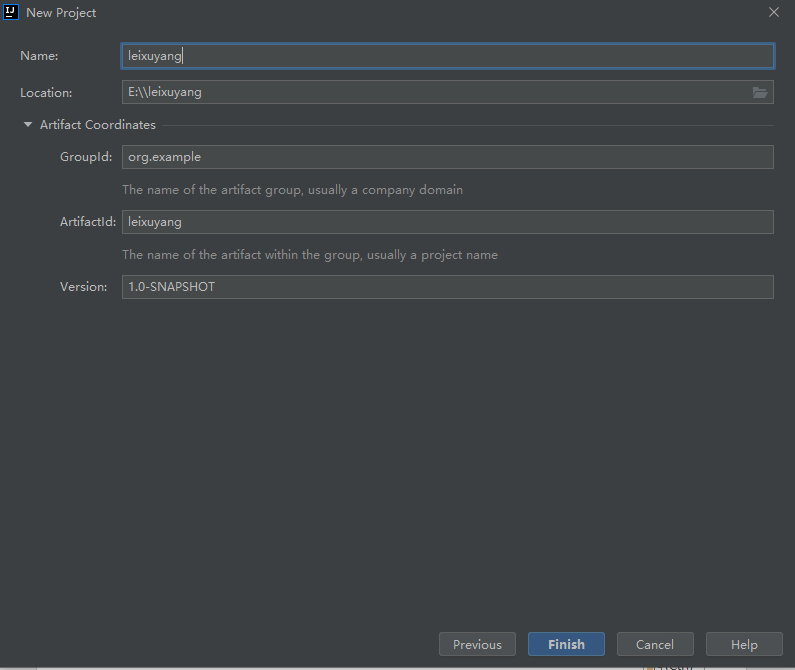 IJ New Project
Name: leixuyang
Location: E:\\leixuyang
Artifact Coordinates
GroupId: org.example
The name of the artifact group, usually a company domain
ArtifactId: leixuyang
The name of the artifact within the group, usually a project name
Version: 1.0-SNAPSHOT
Previous Finish Cancel Help